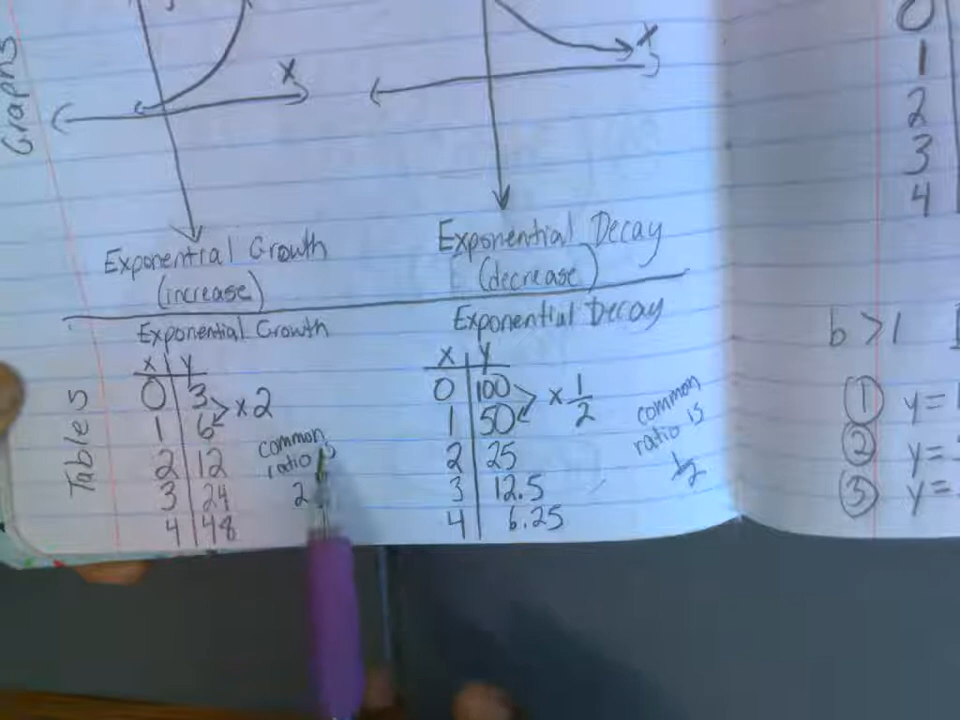 Graphs
x
x
Exponential Growth
(increase)
Exponential Decay
(decrease)
Tables
Exponential Growth
x y
0 3
1 6
2 12
3 24
4 48
x 2
common
ratio is
2
Exponential Decay
x y
0 100
1 50
2 25
3 12.5
4 6.25
x 1/2
common
ratio is
1/2
0
1
2
3
4
b > 1
① y=
② y=
③ y=